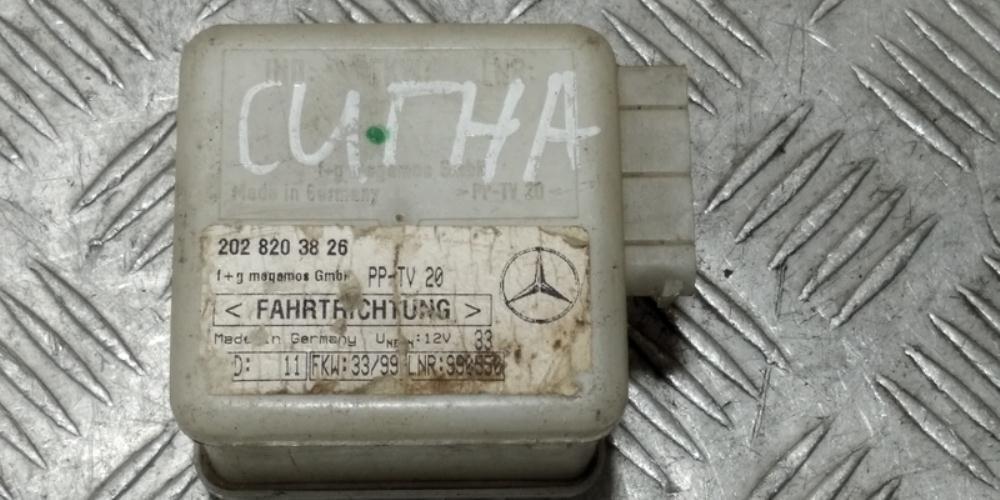 СИГНА
f+g megamos GmbH
Made in Germany >PP-TV 20<
202 820 38 26
f+g megamos GmbH PP-TV 20
< FAHRTRICHTUNG >
Made in Germany UNENN:12V 33
D: 11 FKW:33/99 LNR:990550